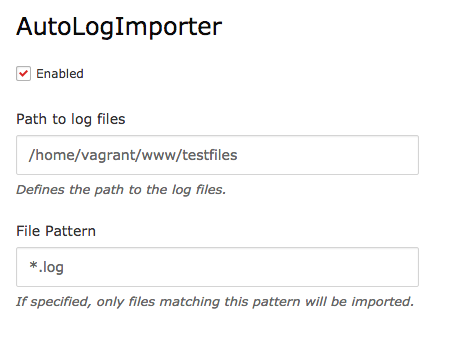 AutoLogImporter
Enabled
Path to log files
/home/vagrant/www/testfiles
Defines the path to the log files.
File Pattern
*.log
If specified, only files matching this pattern will be imported.